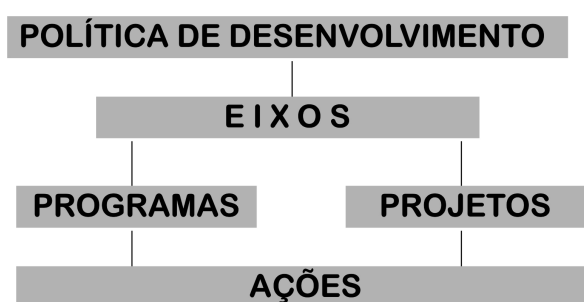 POLÍTICA DE DESENVOLVIMENTO
EIXOS
PROGRAMAS
PROJETOS
AÇÕES